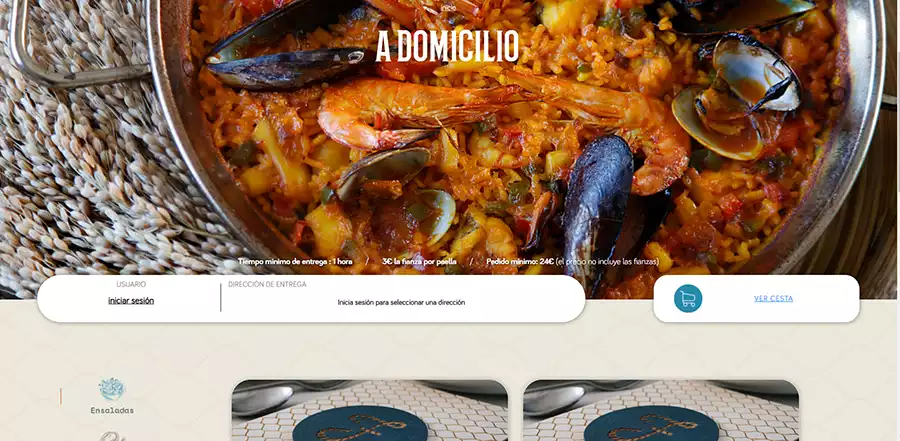 inicio
A DOMICILIO
Tiempo minimo de entrega : 1 hora / 3€ la fianza por paella / Pedido mínimo: 24€ (el precio no incluye las fianzas)
USUARIO
iniciar sesión
DIRECCIÓN DE ENTREGA
Inicia sesión para seleccionar una dirección
VER CESTA
Ensaladas